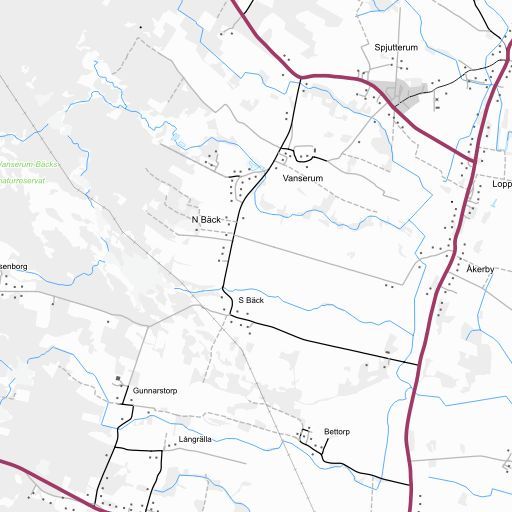 Spjutterum
Vanserum-Bäcks
naturreservat
Vanserum
Lopp
N Bäck
senborg
Åkerby
S Bäck
Gunnarstorp
Bettorp
Långrälla